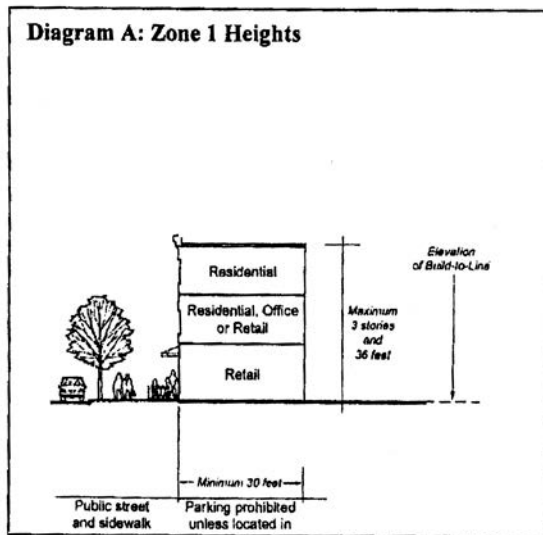 Diagram A: Zone 1 Heights
Elevation
of Build-to-Line
Residential
Residential, Office
or Retail
Maximum
3 stories
and
36 feet
Retail
Minimum 30 feet
Public street
and sidewalk
Parking prohibited
unless located in